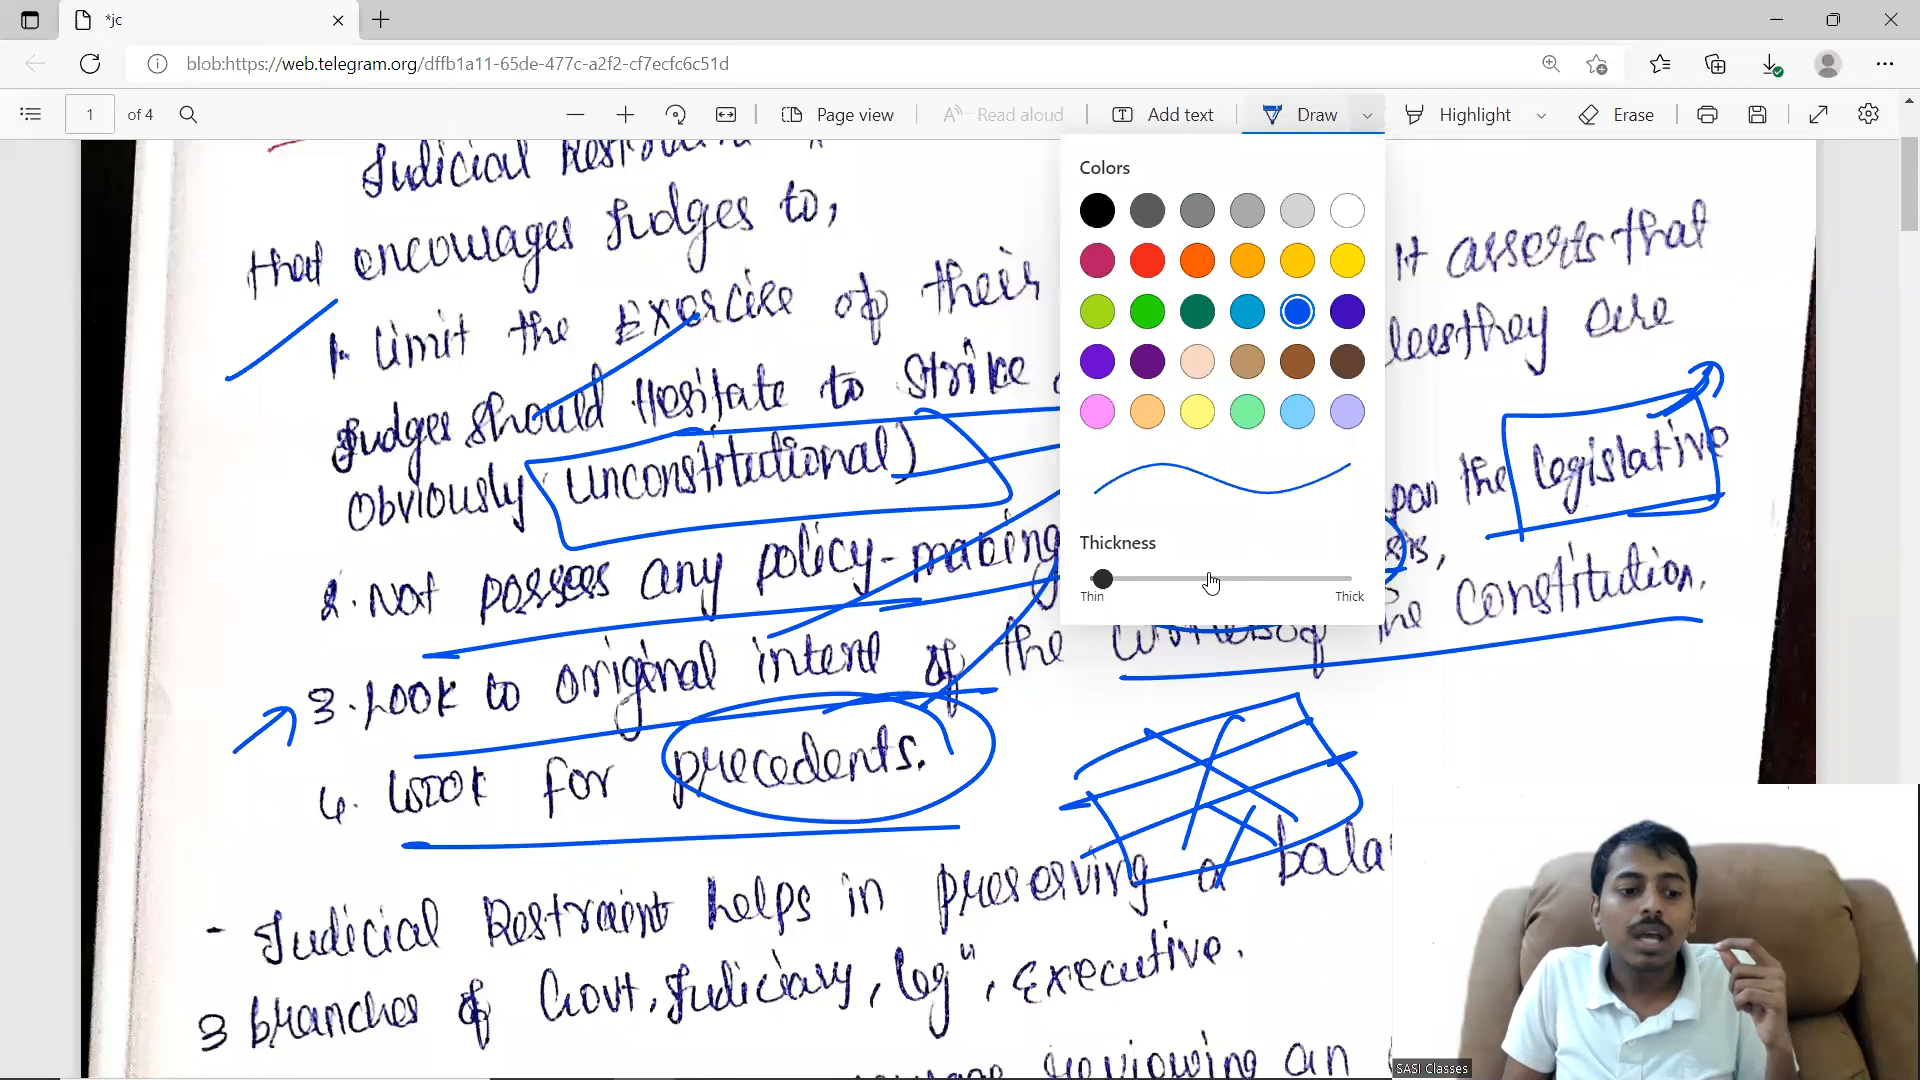 *jc
blob:https://web.telegram.org/dffb1a11-65de-477c-a2f2-cf7ecfc6c51d
1 of 4 Page view Read aloud Add text Draw Highlight Erase
Colors
Thickness
Thin Thick
Judicial
that encourages Judges to, It asserts that
1. Limit the Exercise of their
Judges should Hesitate to Strike they are
Obviously (Unconstitutional)
2. Not possess any policy-making upon the legislative
3. Look to original intent of the the Constitution.
4. Look for precedents.
- Judicial Restraint helps in preserving a bala
3 branches of Govt, Judiciary, leg", Executive.
reviewing an
SASI Classes